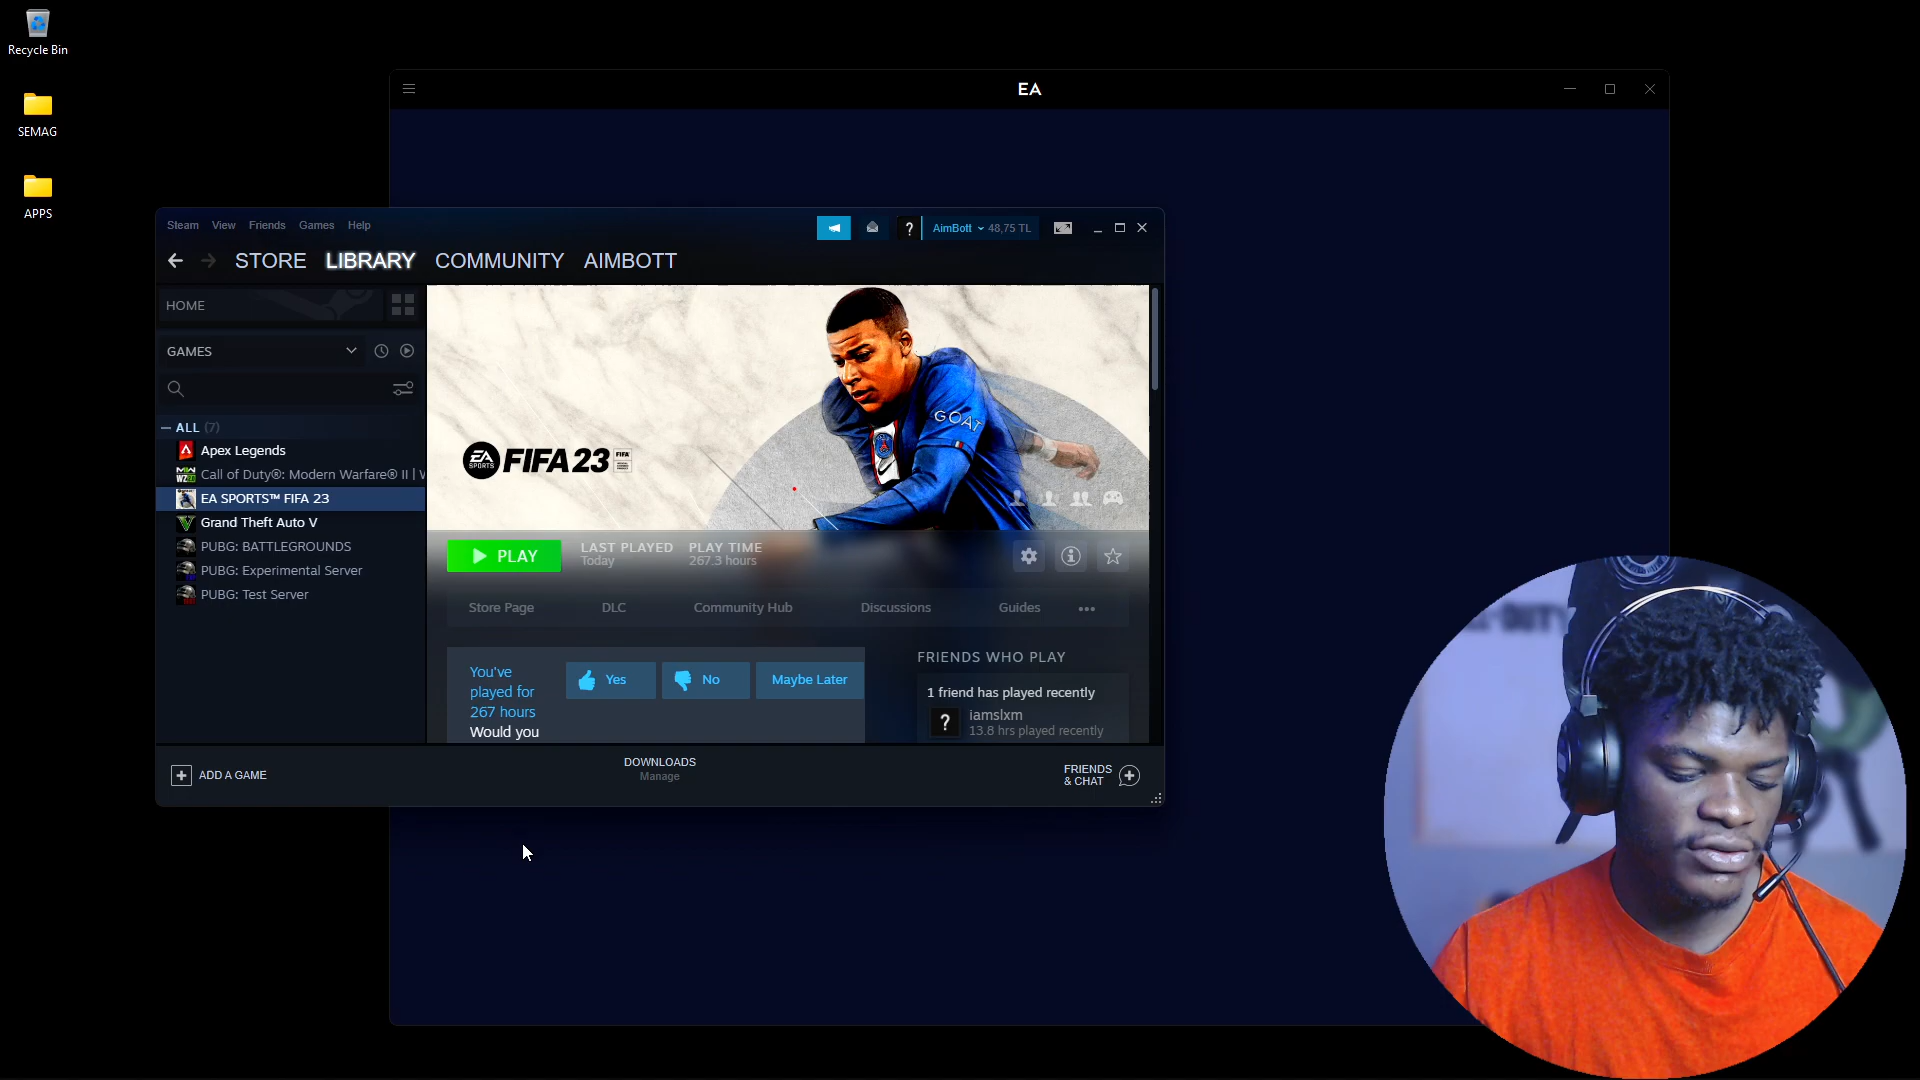 Recycle Bin
SEMAG
APPS
EA
Steam View Friends Games Help
? AimBott 48,75 TL
STORE LIBRARY COMMUNITY AIMBOTT
HOME
GAMES
ALL (7)
Apex Legends
Call of Duty®: Modern Warfare® II |
EA SPORTS™ FIFA 23
Grand Theft Auto V
PUBG: BATTLEGROUNDS
PUBG: Experimental Server
PUBG: Test Server
GOAT
EA SPORTS FIFA 23 FIFA
PLAY
LAST PLAYED
Today
PLAY TIME
267.3 hours
Store Page DLC Community Hub Discussions Guides
You've
played for
267 hours
Would you
Yes No Maybe Later
FRIENDS WHO PLAY
1 friend has played recently
? iamslxm
13.8 hrs played recently
ADD A GAME
DOWNLOADS
Manage
FRIENDS
& CHAT